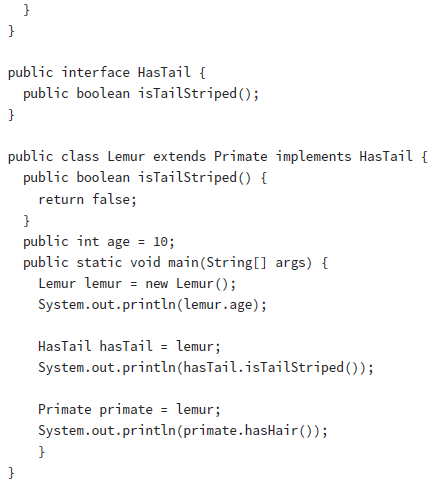 }
}

public interface HasTail {
  public boolean isTailStriped();
}

public class Lemur extends Primate implements HasTail {
  public boolean isTailStriped() {
    return false;
  }
  public int age = 10;
  public static void main(String[] args) {
    Lemur lemur = new Lemur();
    System.out.println(lemur.age);

    HasTail hasTail = lemur;
    System.out.println(hasTail.isTailStriped());

    Primate primate = lemur;
    System.out.println(primate.hasHair());
    }
}